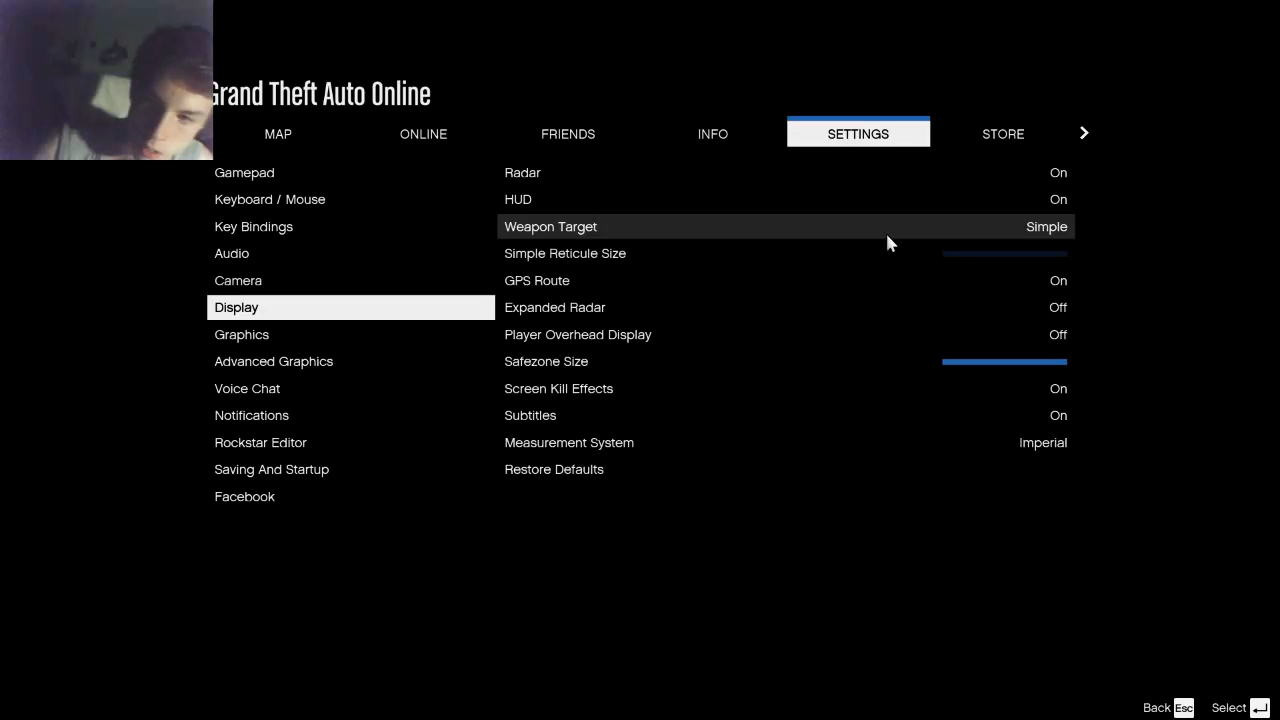 Grand Theft Auto Online
MAP ONLINE FRIENDS INFO SETTINGS STORE
Gamepad
Keyboard / Mouse
Key Bindings
Audio
Camera
Display
Graphics
Advanced Graphics
Voice Chat
Notifications
Rockstar Editor
Saving And Startup
Facebook
Radar On
HUD On
Weapon Target Simple
Simple Reticule Size
GPS Route On
Expanded Radar Off
Player Overhead Display Off
Safezone Size
Screen Kill Effects On
Subtitles On
Measurement System Imperial
Restore Defaults
Back Esc Select